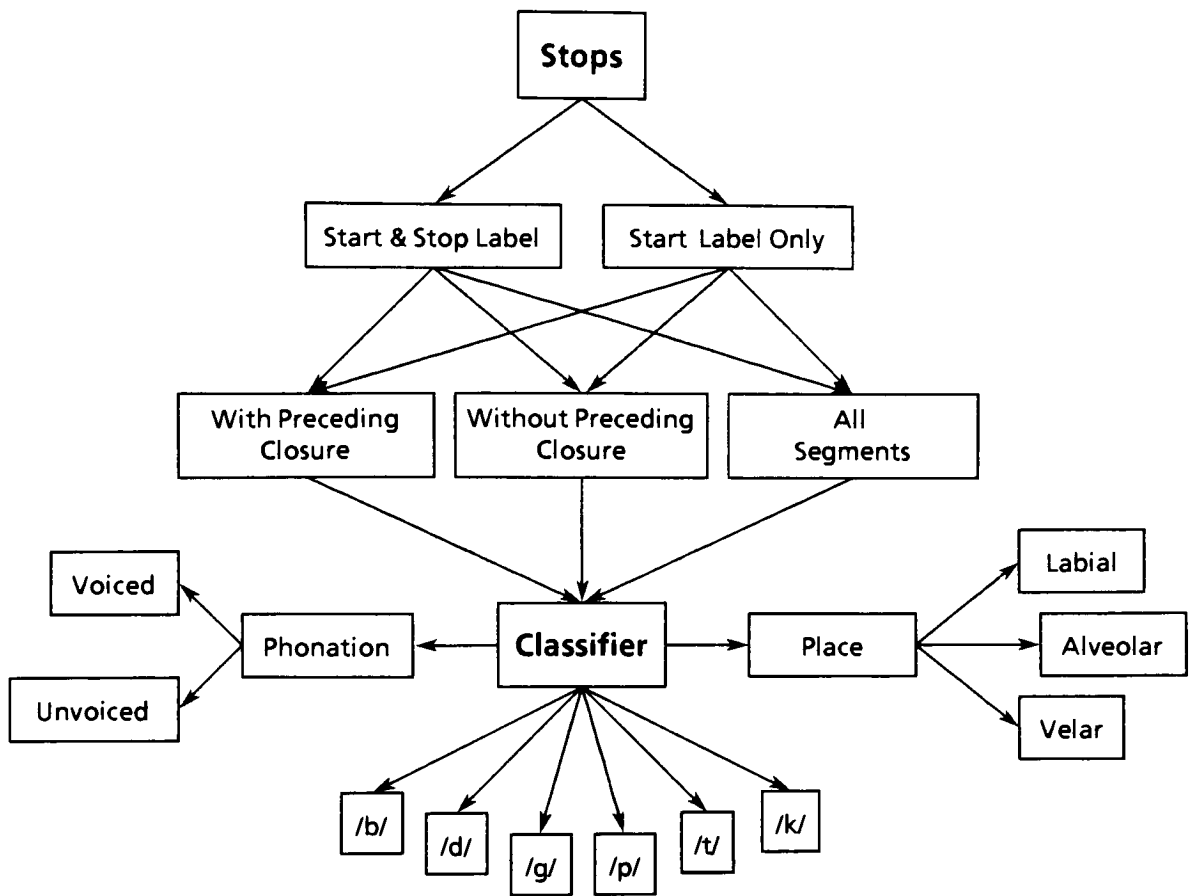 Stops
Start & Stop Label
Start Label Only
With Preceding
Closure
Without Preceding
Closure
All
Segments
Voiced
Unvoiced
Phonation
Classifier
Place
Labial
Alveolar
Velar
/b/
/d/
/g/
/p/
/t/
/k/